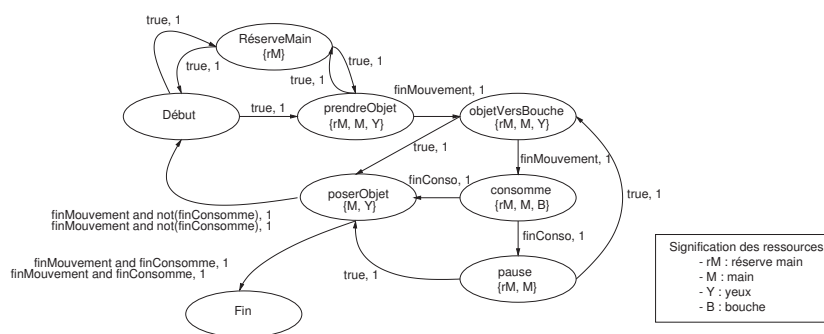 true, 1
RéserveMain
{rM}
true, 1
true, 1
true, 1
finMouvement, 1
Début
true, 1
prendreObjet
{rM, M, Y}
objetVersBouche
{rM, M, Y}
true, 1
finMouvement, 1
finConso, 1
poserObjet
{M, Y}
consomme
{rM, M, B}
true, 1
finMouvement and not(finConsomme), 1
finMouvement and not(finConsomme), 1
finConso, 1
finMouvement and finConsomme, 1
finMouvement and finConsomme, 1
true, 1
pause
{rM, M}
Fin
Signification des ressources:
- rM : réserve main
- M : main
- Y : yeux
- B : bouche